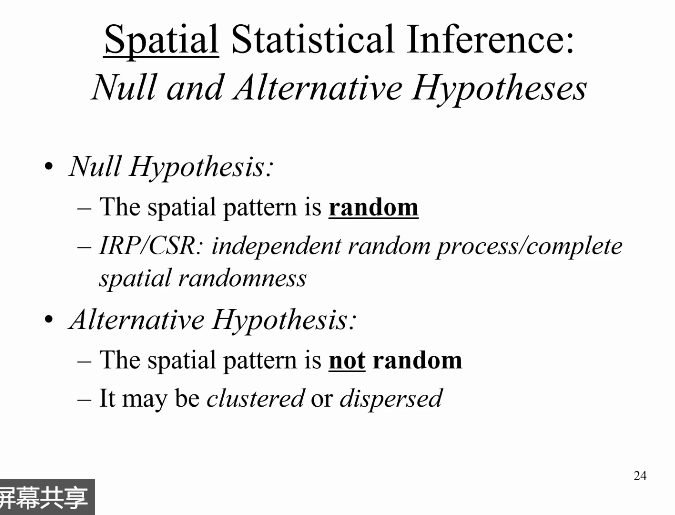 Spatial Statistical Inference:
Null and Alternative Hypotheses
• Null Hypothesis:
– The spatial pattern is random
– IRP/CSR: independent random process/complete
spatial randomness
• Alternative Hypothesis:
– The spatial pattern is not random
– It may be clustered or dispersed
24
屏幕共享